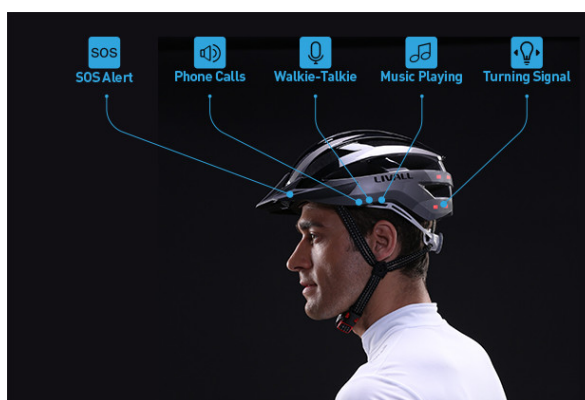 SOS
SOS Alert
Phone Calls
Walkie-Talkie
Music Playing
Turning Signal
LIVALL